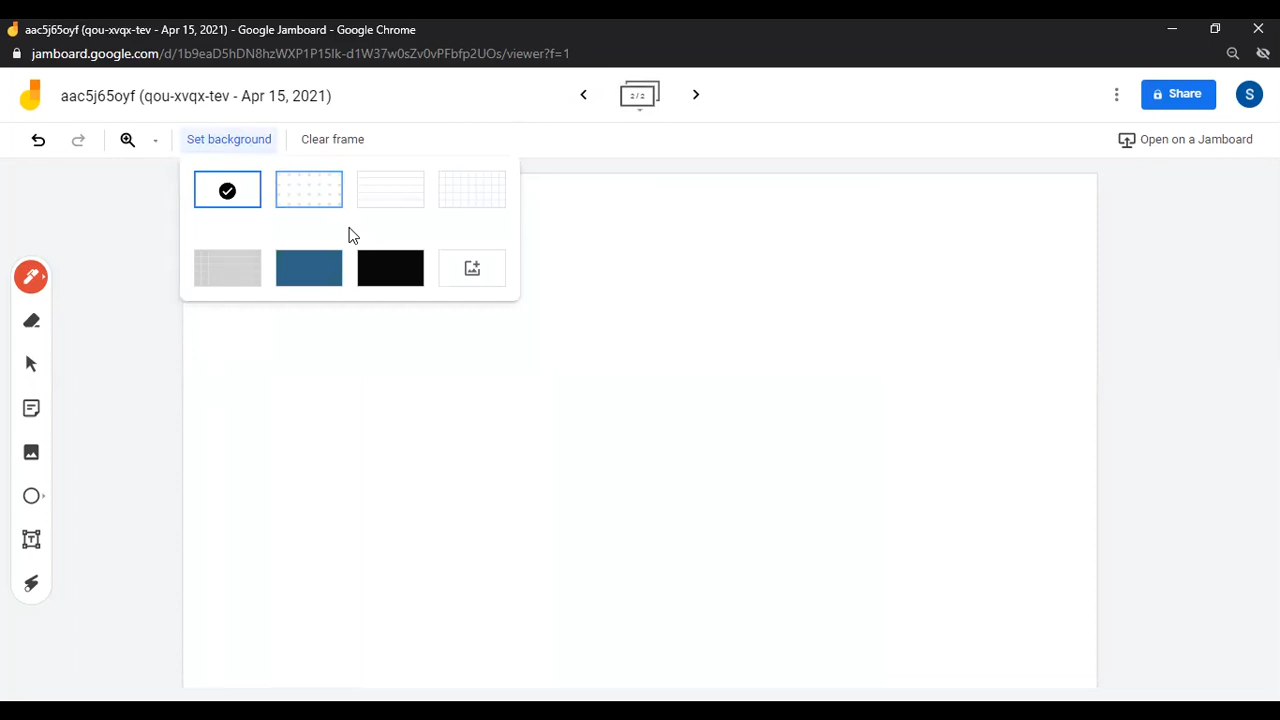 aac5j65oyf (qou-xvqx-tev - Apr 15, 2021) - Google Jamboard - Google Chrome
jamboard.google.com/d/1b9eaD5hDN8hzWXP1P15Ik-d1W37w0sZv0vPFbfp2UOs/viewer?f=1
aac5j65oyf (qou-xvqx-tev - Apr 15, 2021)
2 / 2
Share
S
Set background
Clear frame
Open on a Jamboard
T